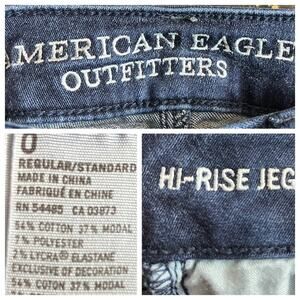 AMERICAN EAGLE
OUTFITTERS
0
REGULAR/STANDARD
MADE IN CHINA
FABRIQUÉ EN CHINE
RN 54485 CA 03973
54% COTTON 37% MODAL
7% POLYESTER
2% LYCRA® ELASTANE
EXCLUSIVE OF DECORATION
54% COTON 37% MODAL
HI-RISE JEG